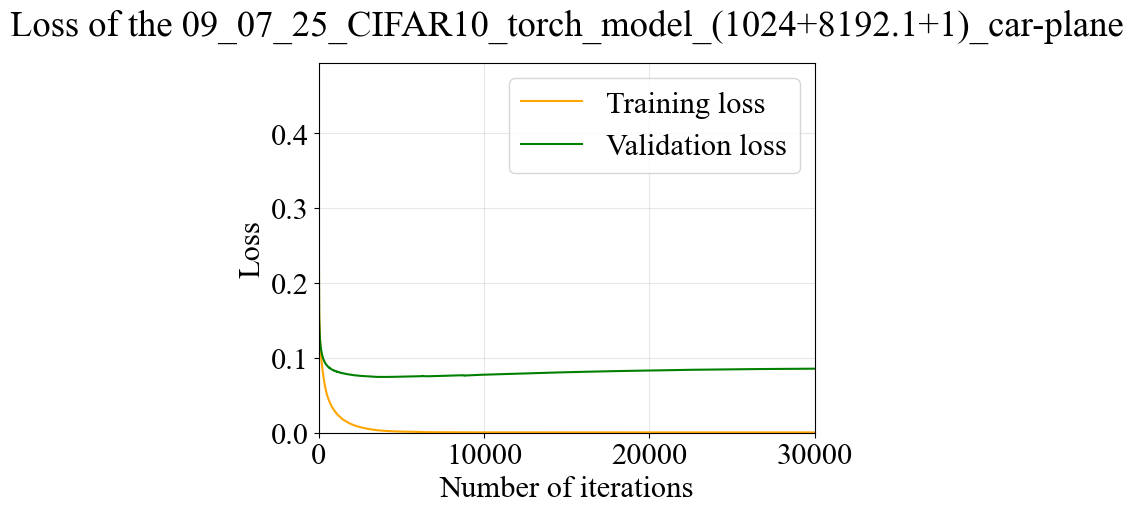 Loss of the 09_07_25_CIFAR10_torch_model_(1024+8192.1+1)_car-plane
Training loss
Validation loss
0.4
0.3
0.2
0.1
0.0
Loss
0 10000 20000 30000
Number of iterations